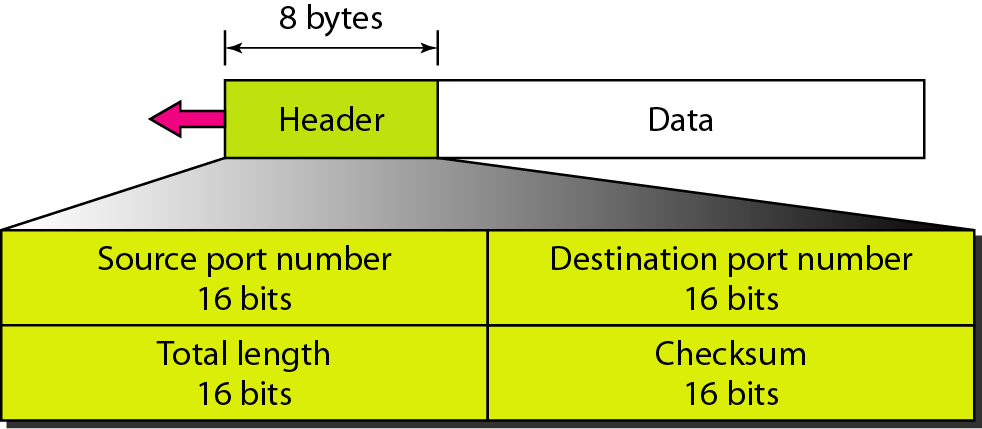 8 bytes
Header
Data
Source port number
16 bits
Destination port number
16 bits
Total length
16 bits
Checksum
16 bits